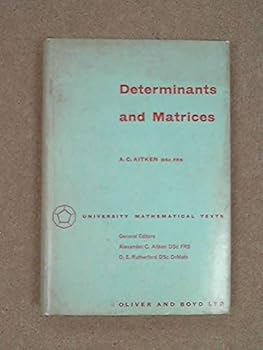 Determinants
and Matrices
A. C. AITKEN DSc FRS
UNIVERSITY MATHEMATICAL TEXTS
General Editors
Alexander C. Aitken DSc FRS
D. E. Rutherford DSc DrMath
OLIVER AND BOYD LTD